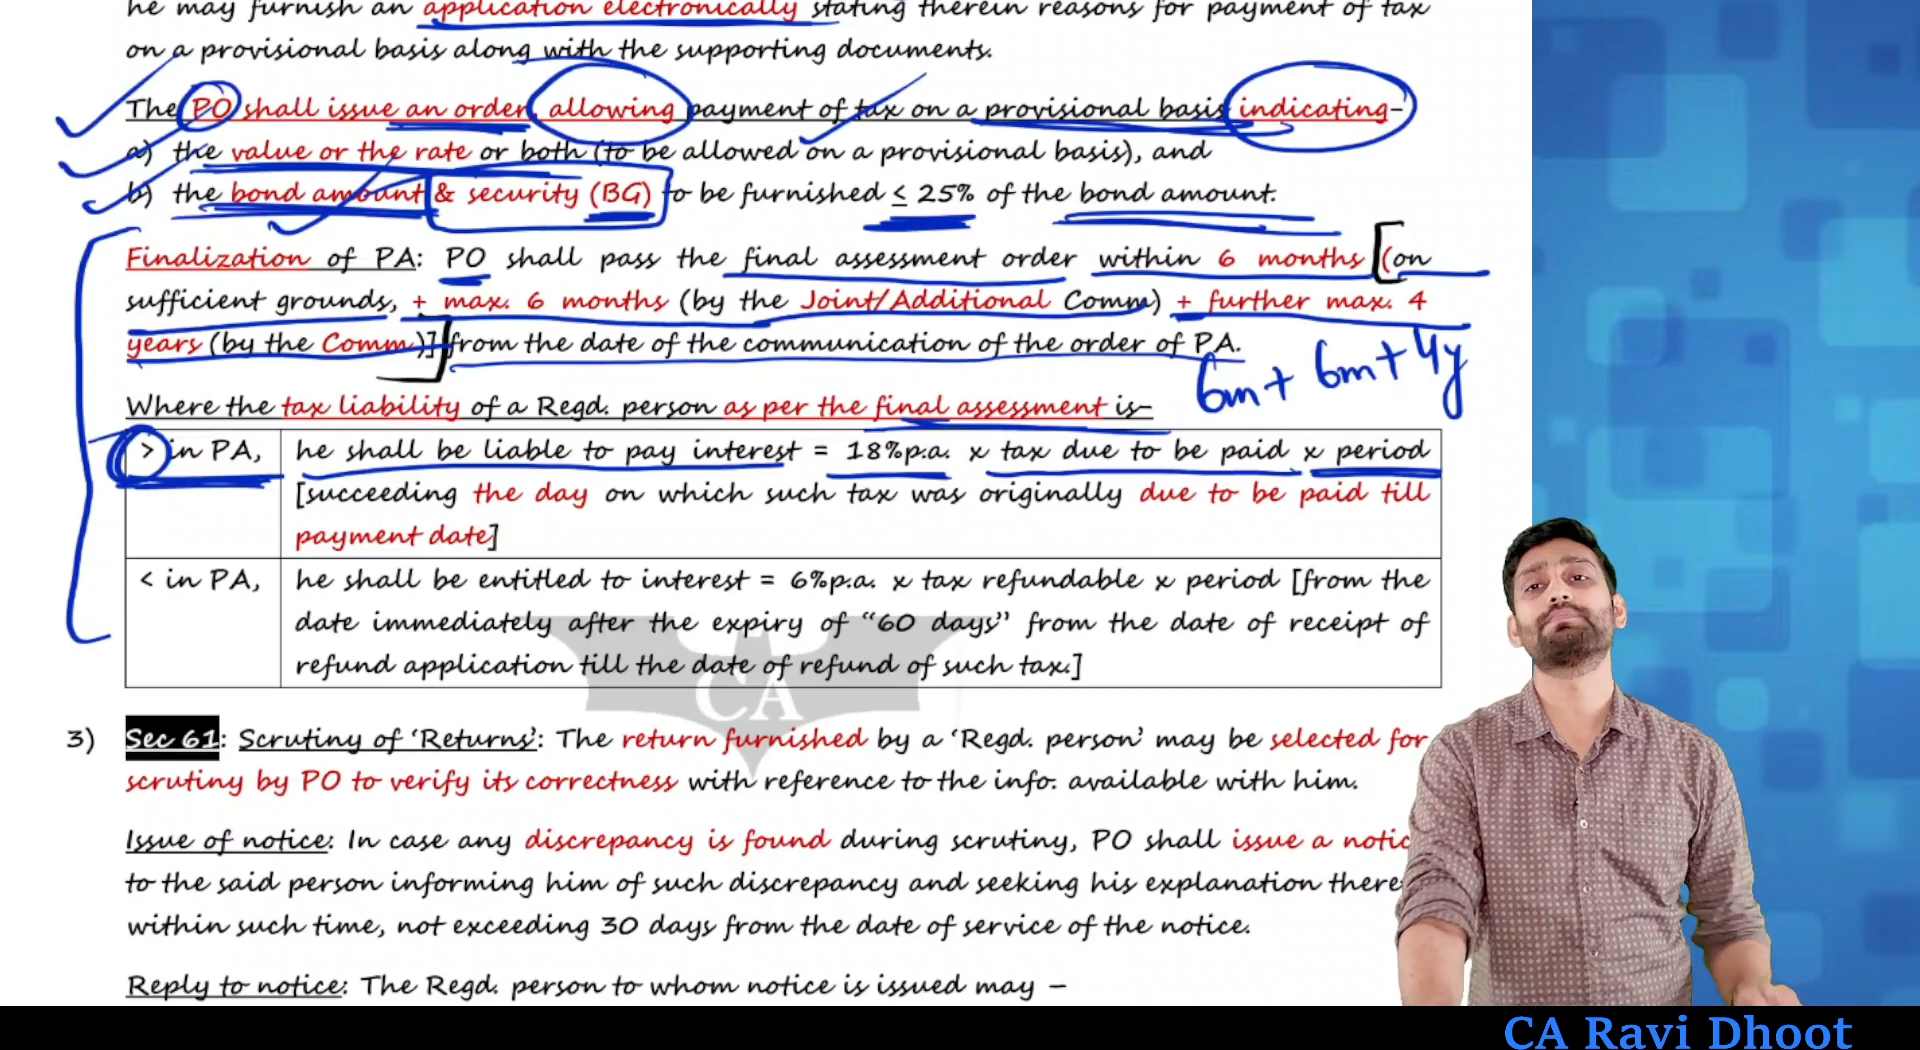 he may furnish an application electronically stating therein reasons for payment of tax
on a provisional basis along with the supporting documents.
The PO shall issue an order allowing payment of tax on a provisional basis indicating-
a) the value or the rate or both (to be allowed on a provisional basis), and
b) the bond amount & security (BG) to be furnished ≤ 25% of the bond amount.
Finalization of PA: PO shall pass the final assessment order within 6 months [(on
sufficient grounds, + max. 6 months (by the Joint/Additional Comm) + further max. 4
years (by the Comm)] from the date of the communication of the order of PA.
6m + 6m + 4y
Where the tax liability of a Regd. person as per the final assessment is-
> in PA, he shall be liable to pay interest = 18%p.a. x tax due to be paid x period
[succeeding the day on which such tax was originally due to be paid till
payment date]
< in PA, he shall be entitled to interest = 6%p.a. x tax refundable x period [from the
date immediately after the expiry of "60 days" from the date of receipt of
refund application till the date of refund of such tax.]
CA
3) Sec 61: Scrutiny of 'Returns': The return furnished by a 'Regd. person' may be selected for
scrutiny by PO to verify its correctness with reference to the info. available with him.
Issue of notice: In case any discrepancy is found during scrutiny, PO shall issue a notic
to the said person informing him of such discrepancy and seeking his explanation there
within such time, not exceeding 30 days from the date of service of the notice.
Reply to notice: The Regd. person to whom notice is issued may –
CA Ravi Dhoot